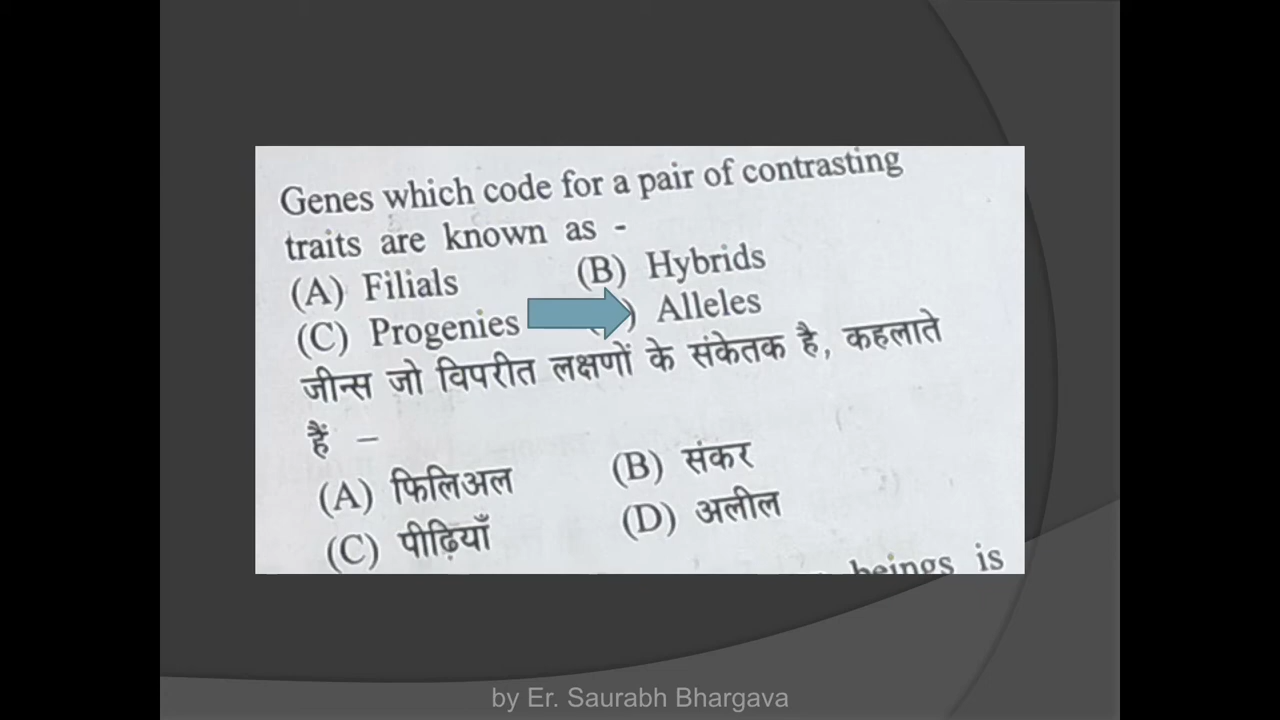 Genes which code for a pair of contrasting
traits are known as -
(A) Filials (B) Hybrids
(C) Progenies ) Alleles
जीन्स जो विपरीत लक्षणों के संकेतक है, कहलाते
हैं –
(A) फिलिअल (B) संकर
(C) पीढ़ियाँ (D) अलील
beings is
by Er. Saurabh Bhargava